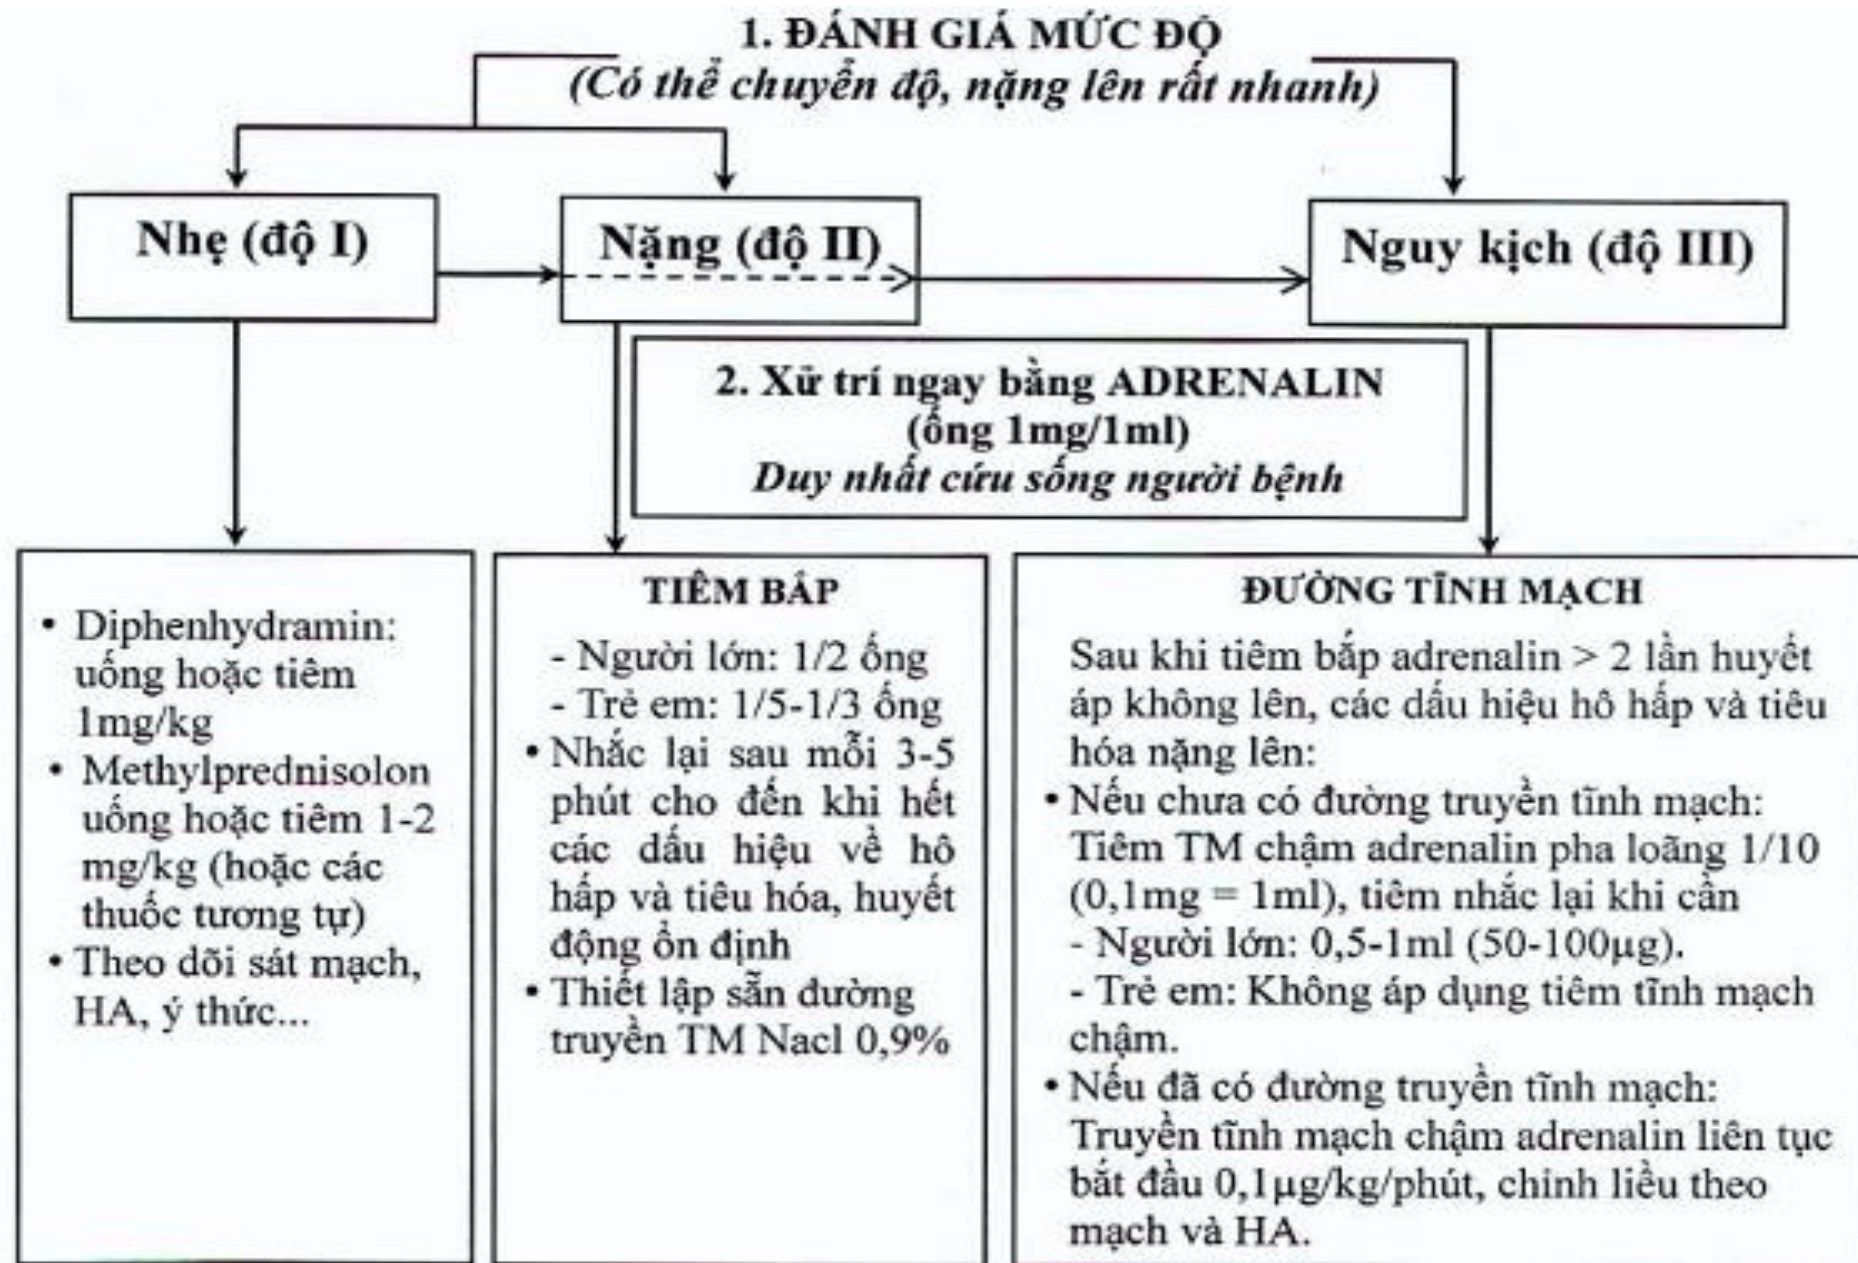 1. ĐÁNH GIÁ MỨC ĐỘ
(Có thể chuyển độ, nặng lên rất nhanh)
Nhẹ (độ I)
Nặng (độ II)
Nguy kịch (độ III)
2. Xử trí ngay bằng ADRENALIN
(ống 1mg/1ml)
Duy nhất cứu sống người bệnh
• Diphenhydramin:
uống hoặc tiêm
1mg/kg
• Methylprednisolon
uống hoặc tiêm 1-2
mg/kg (hoặc các
thuốc tương tự)
• Theo dõi sát mạch,
HA, ý thức...
TIÊM BẮP
- Người lớn: 1/2 ống
- Trẻ em: 1/5-1/3 ống
• Nhắc lại sau mỗi 3-5
phút cho đến khi hết
các dấu hiệu về hô
hấp và tiêu hóa, huyết
động ổn định
• Thiết lập sẵn đường
truyền TM Nacl 0,9%
ĐƯỜNG TĨNH MẠCH
Sau khi tiêm bắp adrenalin > 2 lần huyết
áp không lên, các dấu hiệu hô hấp và tiêu
hóa nặng lên:
• Nếu chưa có đường truyền tĩnh mạch:
Tiêm TM chậm adrenalin pha loãng 1/10
(0,1mg = 1ml), tiêm nhắc lại khi cần
- Người lớn: 0,5-1ml (50-100µg).
- Trẻ em: Không áp dụng tiêm tĩnh mạch
chậm.
• Nếu đã có đường truyền tĩnh mạch:
Truyền tĩnh mạch chậm adrenalin liên tục
bắt đầu 0,1µg/kg/phút, chỉnh liều theo
mạch và HA.